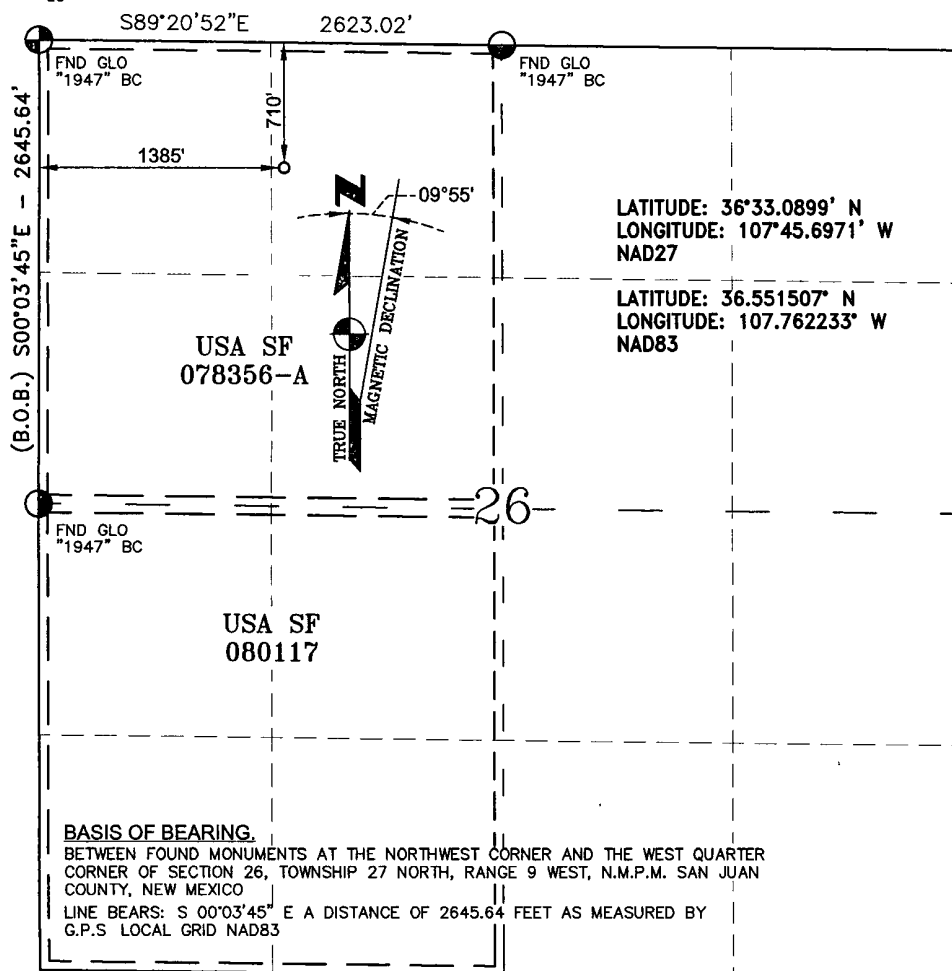 S89°20'52"E 2623.02'
FND GLO
"1947" BC
FND GLO
"1947" BC
710'
1385'
(B.O.B.) S00°03'45"E - 2645.64'
N
09°55'
LATITUDE: 36°33.0899' N
LONGITUDE: 107°45.6971' W
NAD27
LATITUDE: 36.551507° N
LONGITUDE: 107.762233° W
NAD83
USA SF
078356-A
TRUE NORTH
MAGNETIC DECLINATION
26
FND GLO
"1947" BC
USA SF
080117
BASIS OF BEARING.
BETWEEN FOUND MONUMENTS AT THE NORTHWEST CORNER AND THE WEST QUARTER
CORNER OF SECTION 26, TOWNSHIP 27 NORTH, RANGE 9 WEST, N.M.P.M. SAN JUAN
COUNTY, NEW MEXICO
LINE BEARS: S 00°03'45" E A DISTANCE OF 2645.64 FEET AS MEASURED BY
G.P.S LOCAL GRID NAD83